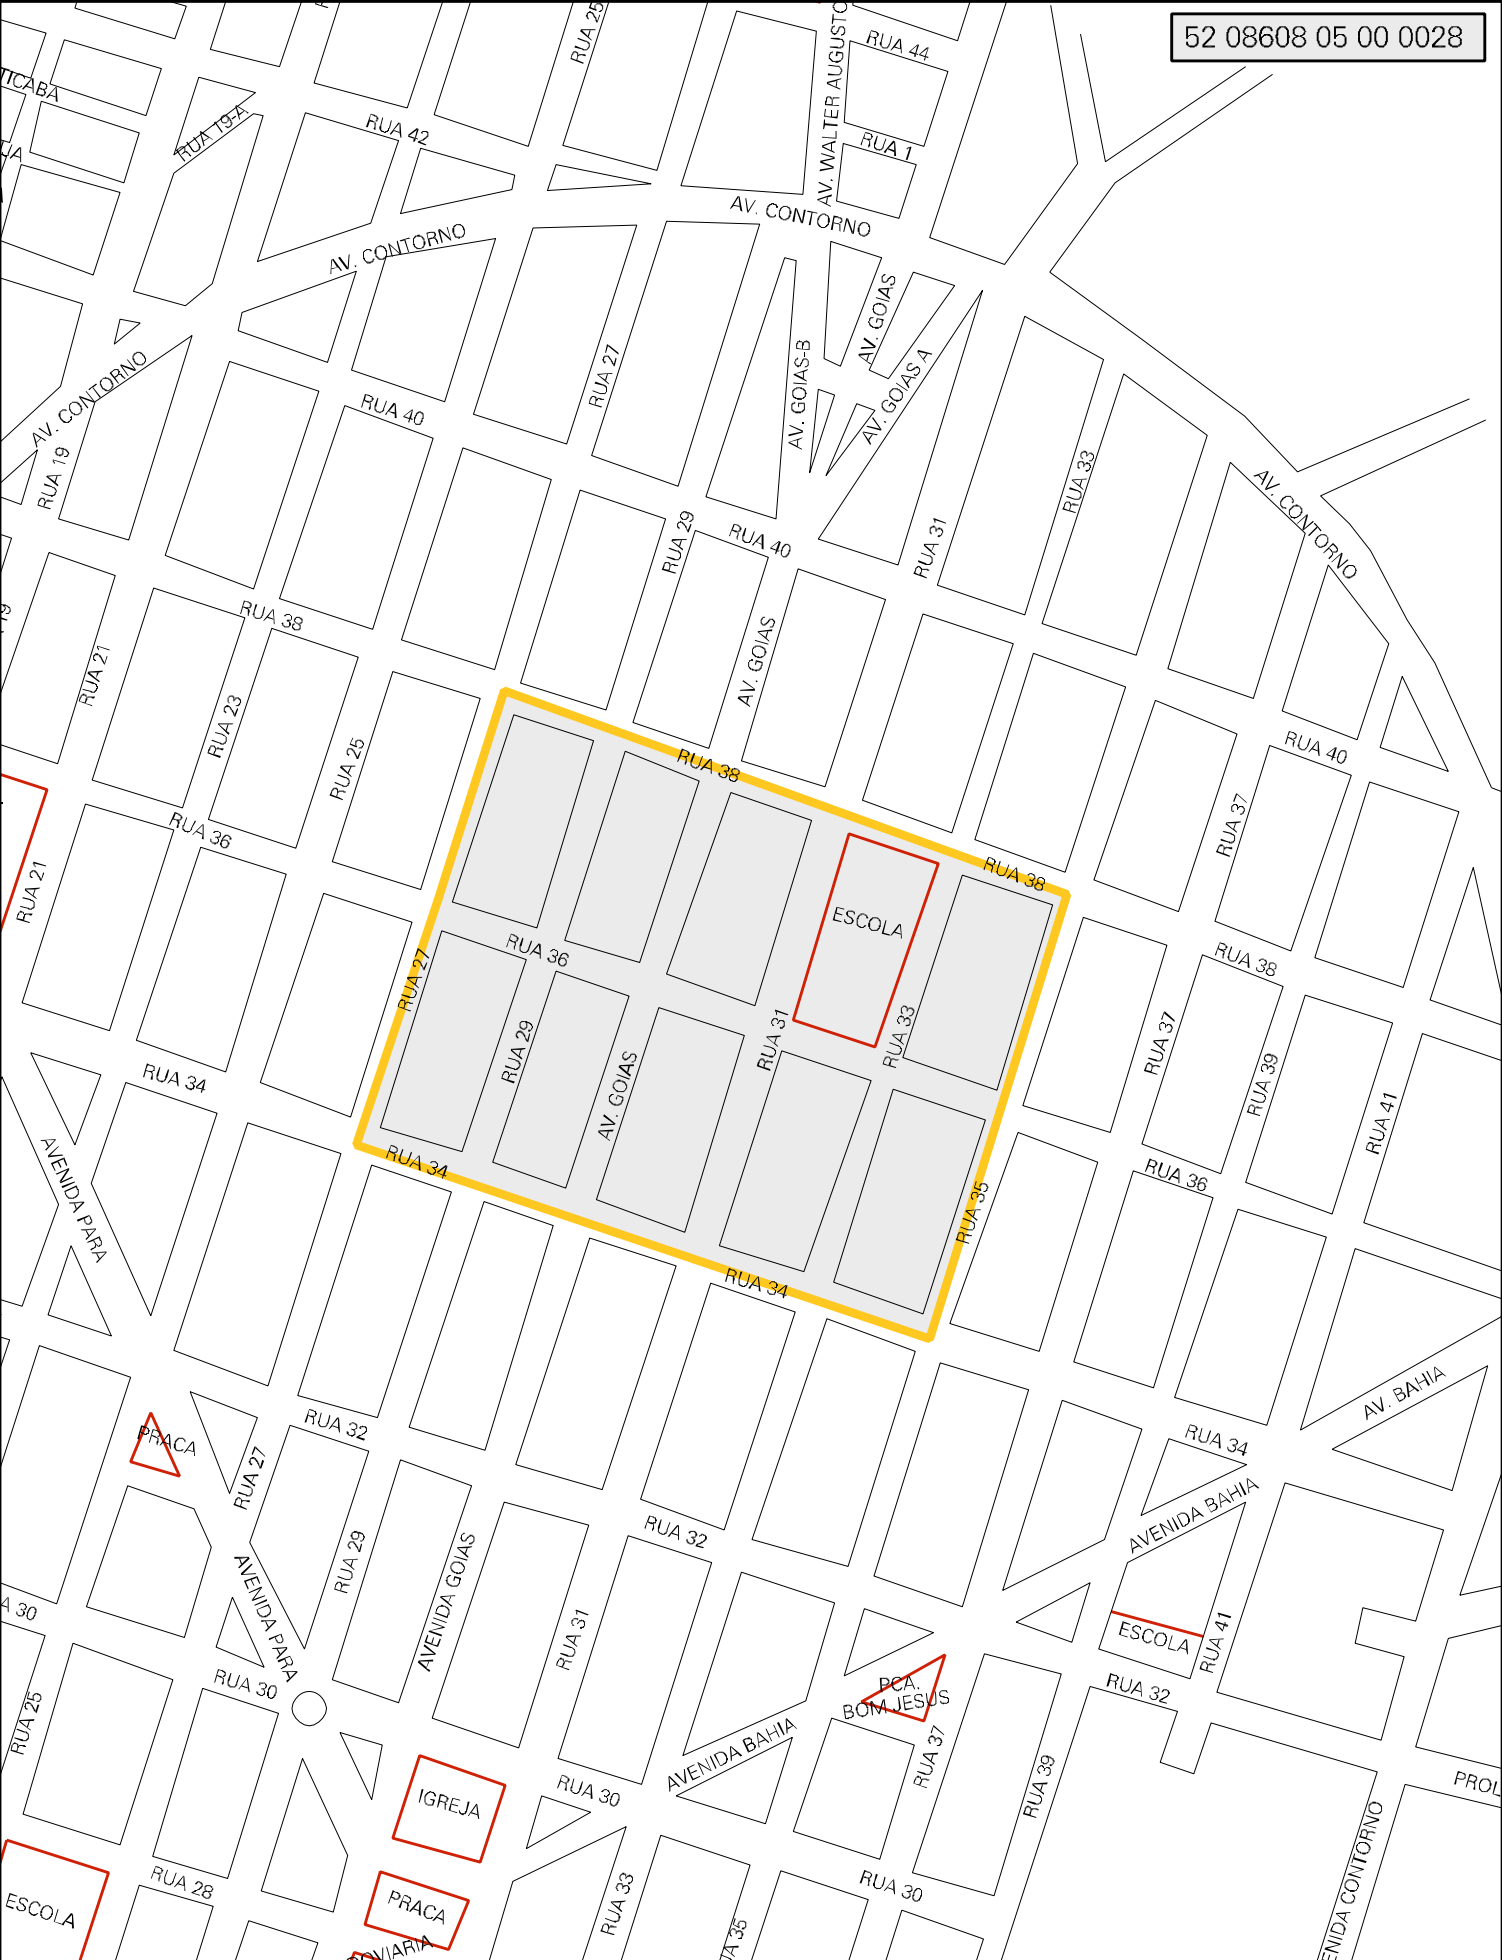 52 08608 05 00 0028
RUA 25
RUA 44
AV. WALTER AUGUSTO
RUA 19-A
RUA 42
RUA 1
AV. CONTORNO
AV. CONTORNO
AV. GOIAS
AV. GOIAS-B
AV. GOIAS A
RUA 27
AV. CONTORNO
RUA 40
RUA 19
RUA 33
AV. CONTORNO
RUA 29
RUA 40
RUA 31
RUA 38
AV. GOIAS
RUA 21
RUA 23
RUA 25
RUA 40
RUA 38
RUA 37
RUA 36
RUA 38
RUA 21
ESCOLA
RUA 36
RUA 38
RUA 27
RUA 29
RUA 31
RUA 33
RUA 37
RUA 39
RUA 34
AV. GOIAS
RUA 41
AVENIDA PARA
RUA 34
RUA 36
RUA 35
RUA 34
AV. BAHIA
PRACA
RUA 32
RUA 34
RUA 27
AVENIDA BAHIA
RUA 32
RUA 29
AVENIDA GOIAS
A 30
AVENIDA PARA
RUA 31
ESCOLA
RUA 41
RUA 30
PCA.
BOM JESUS
RUA 32
RUA 25
AVENIDA BAHIA
RUA 37
RUA 39
IGREJA
RUA 30
PROL
RUA 28
RUA 30
ESCOLA
PRACA
RUA 33
ENIDA CONTORNO
OVIARIA
A 35